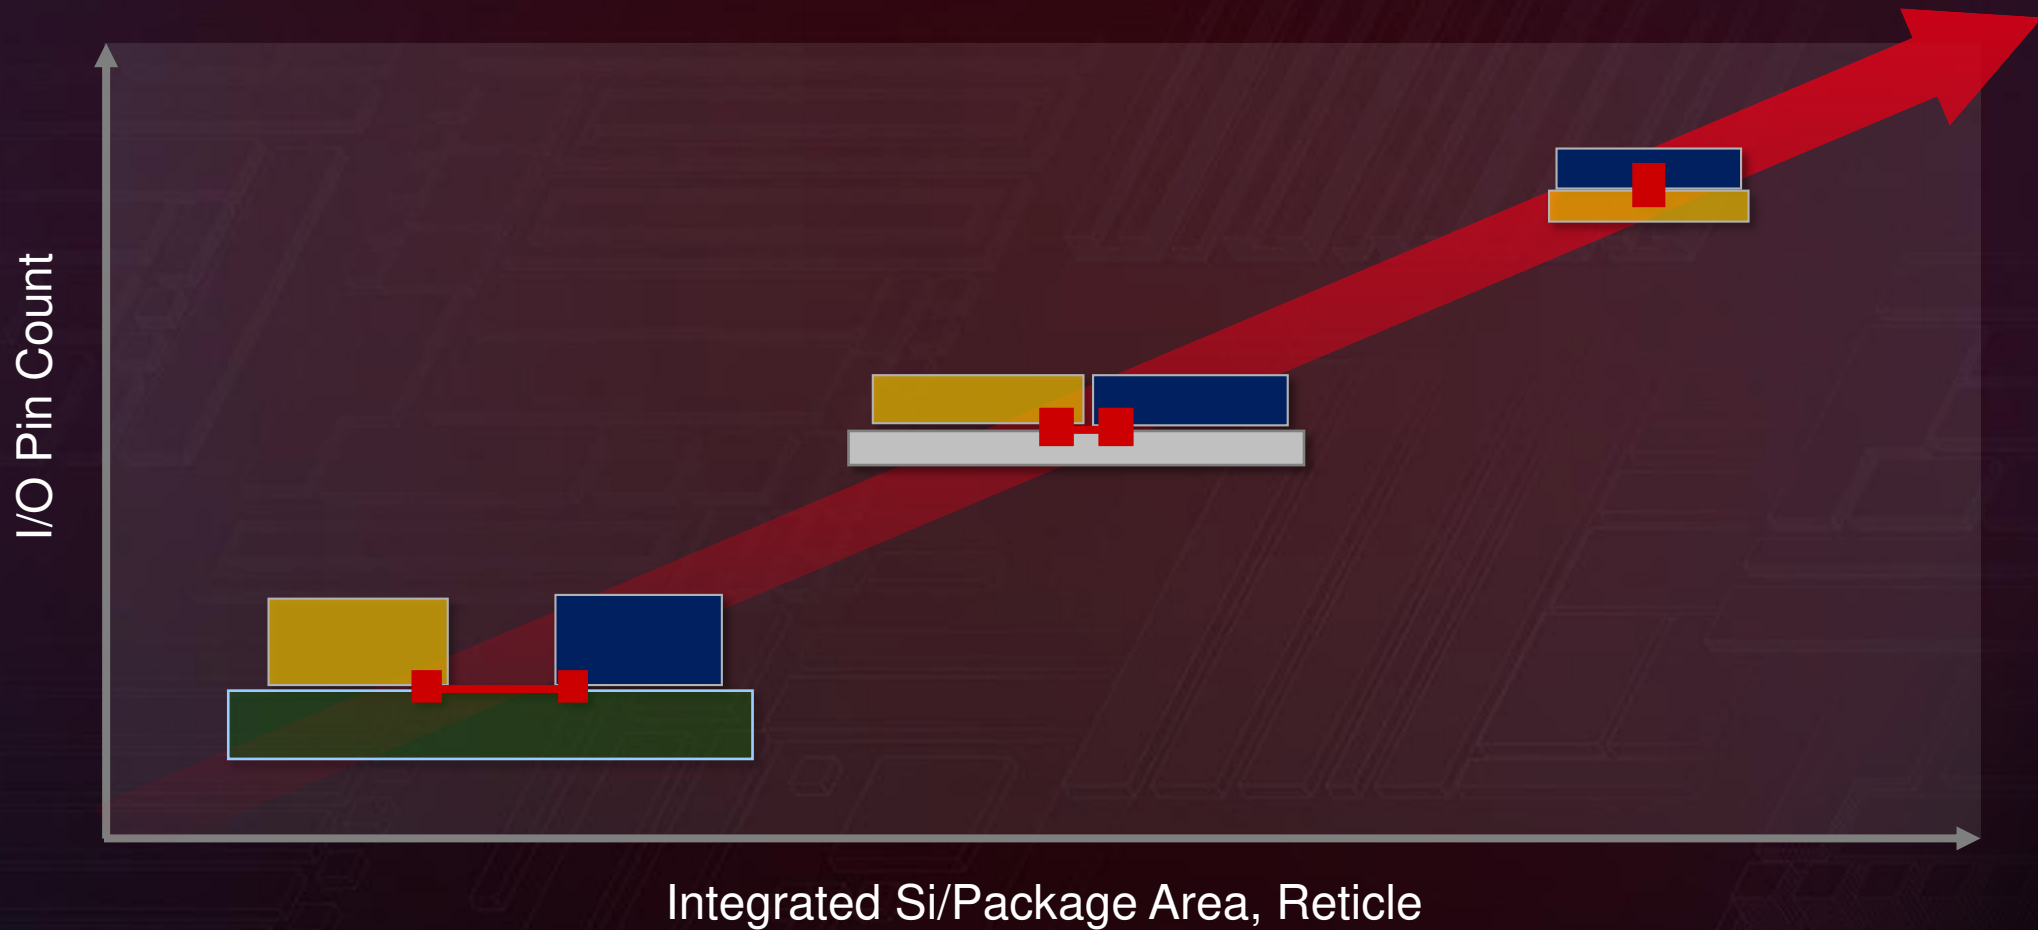 I/O Pin Count
Integrated Si/Package Area, Reticle